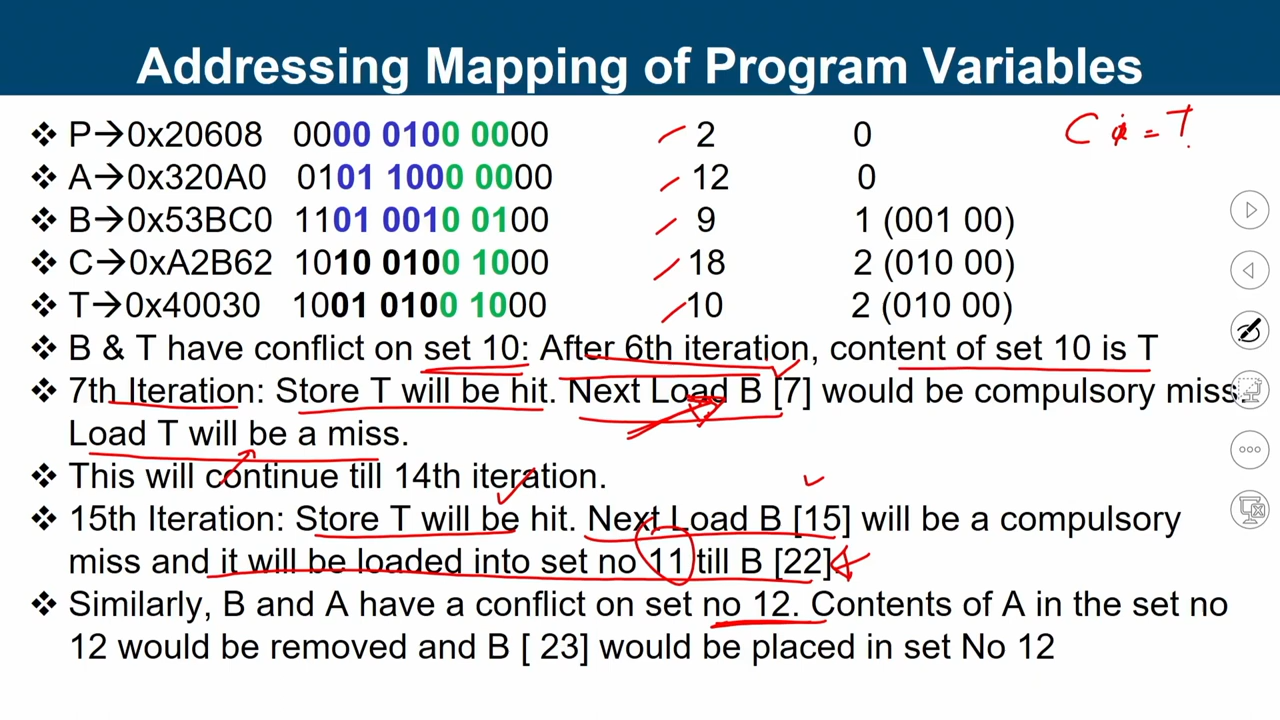 Addressing Mapping of Program Variables
❖ P→0x20608 0000 0100 0000 2 0
C i = T
❖ A→0x320A0 0101 1000 0000 12 0
❖ B→0x53BC0 1101 0010 0100 9 1 (001 00)
❖ C→0xA2B62 1010 0100 1000 18 2 (010 00)
❖ T→0x40030 1001 0100 1000 10 2 (010 00)
❖ B & T have conflict on set 10: After 6th iteration, content of set 10 is T
❖ 7th Iteration: Store T will be hit. Next Load B [7] would be compulsory miss.
Load T will be a miss.
❖ This will continue till 14th iteration.
❖ 15th Iteration: Store T will be hit. Next Load B [15] will be a compulsory
miss and it will be loaded into set no 11 till B [22]
❖ Similarly, B and A have a conflict on set no 12. Contents of A in the set no
12 would be removed and B [ 23] would be placed in set No 12